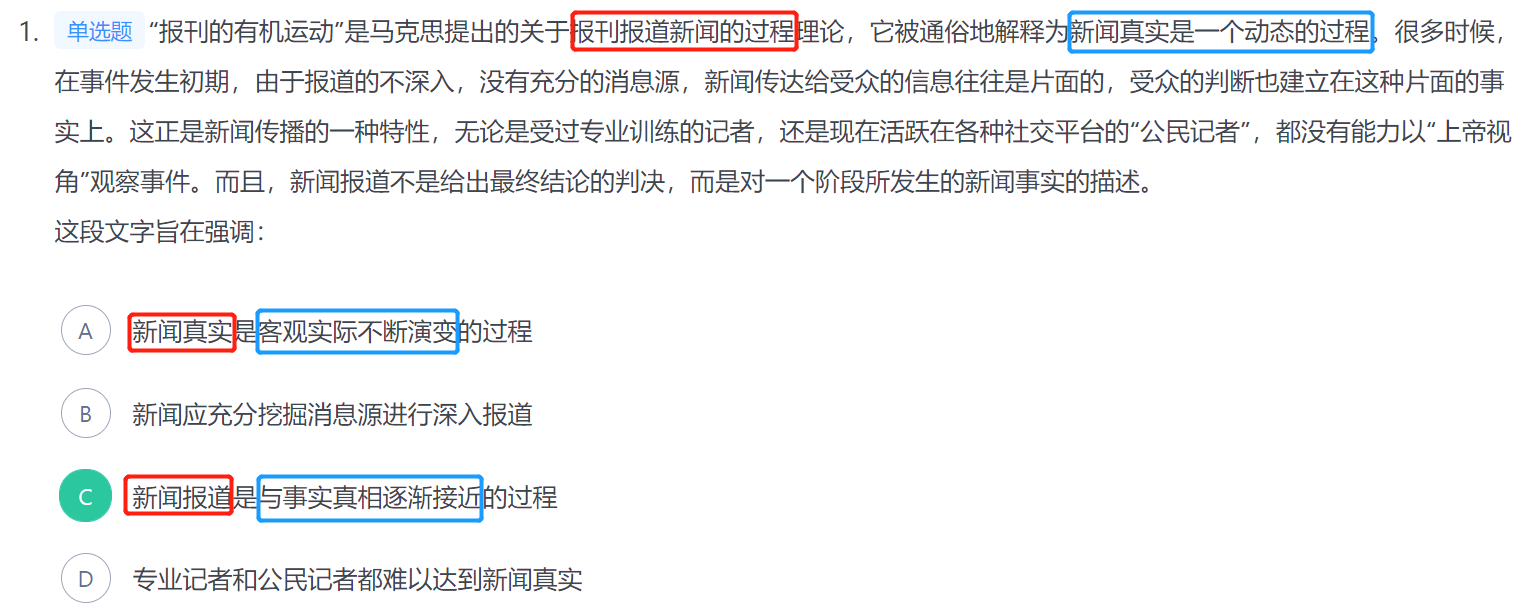 1. 单选题 “报刊的有机运动”是马克思提出的关于报刊报道新闻的过程理论，它被通俗地解释为新闻真实是一个动态的过程。很多时候，
在事件发生初期，由于报道的不深入，没有充分的消息源，新闻传达给受众的信息往往是片面的，受众的判断也建立在这种片面的事
实上。这正是新闻传播的一种特性，无论是受过专业训练的记者，还是现在活跃在各种社交平台的“公民记者”，都没有能力以“上帝视
角”观察事件。而且，新闻报道不是给出最终结论的判决，而是对一个阶段所发生的新闻事实的描述。
这段文字旨在强调：
A 新闻真实是客观实际不断演变的过程
B 新闻应充分挖掘消息源进行深入报道
C 新闻报道是与事实真相逐渐接近的过程
D 专业记者和公民记者都难以达到新闻真实